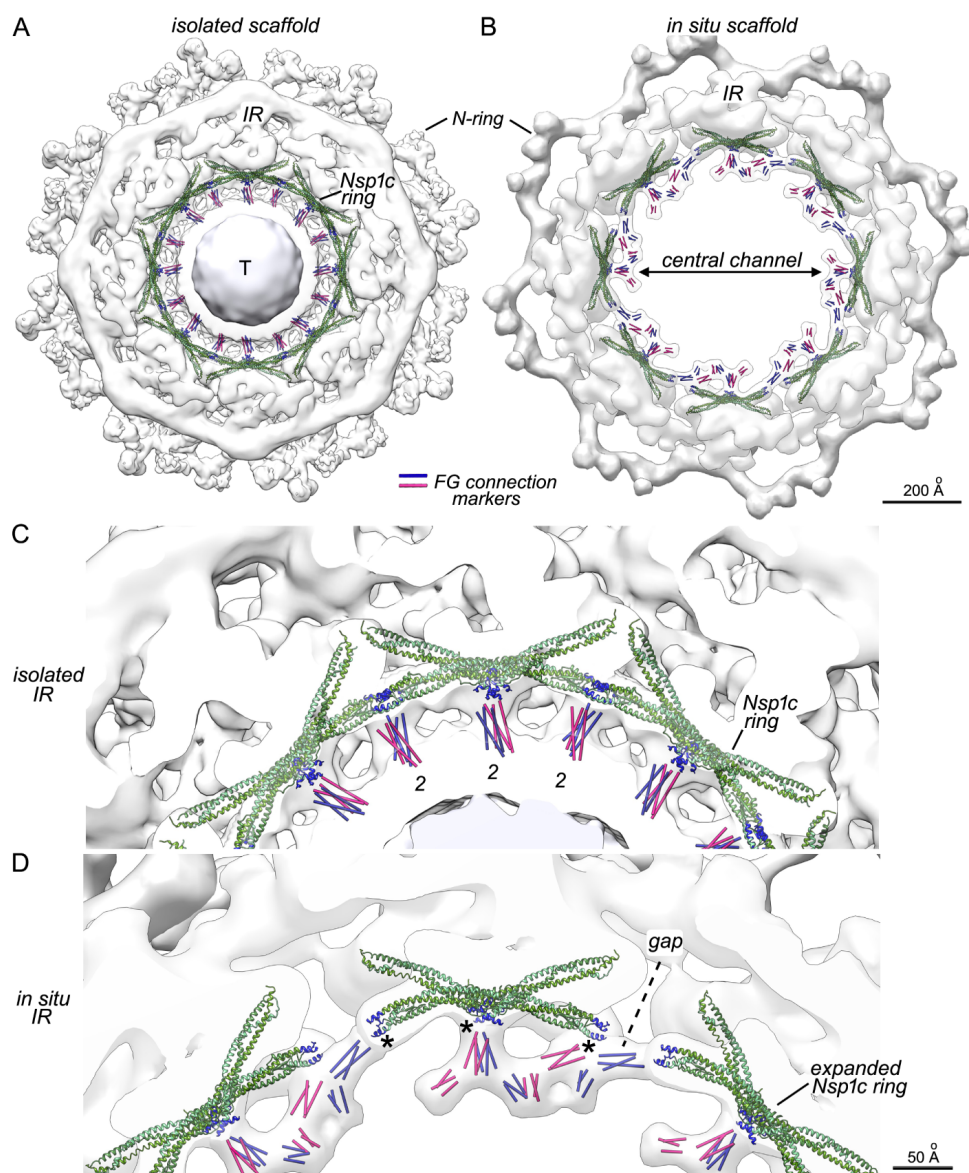 A
isolated scaffold
B
in situ scaffold
IR
IR
N-ring
Nsp1c
ring
T
central channel
FG connection
markers
200 Å
C
isolated
IR
Nsp1c
ring
2
2
2
D
gap
in situ
IR
*
*
*
expanded
Nsp1c ring
50 Å